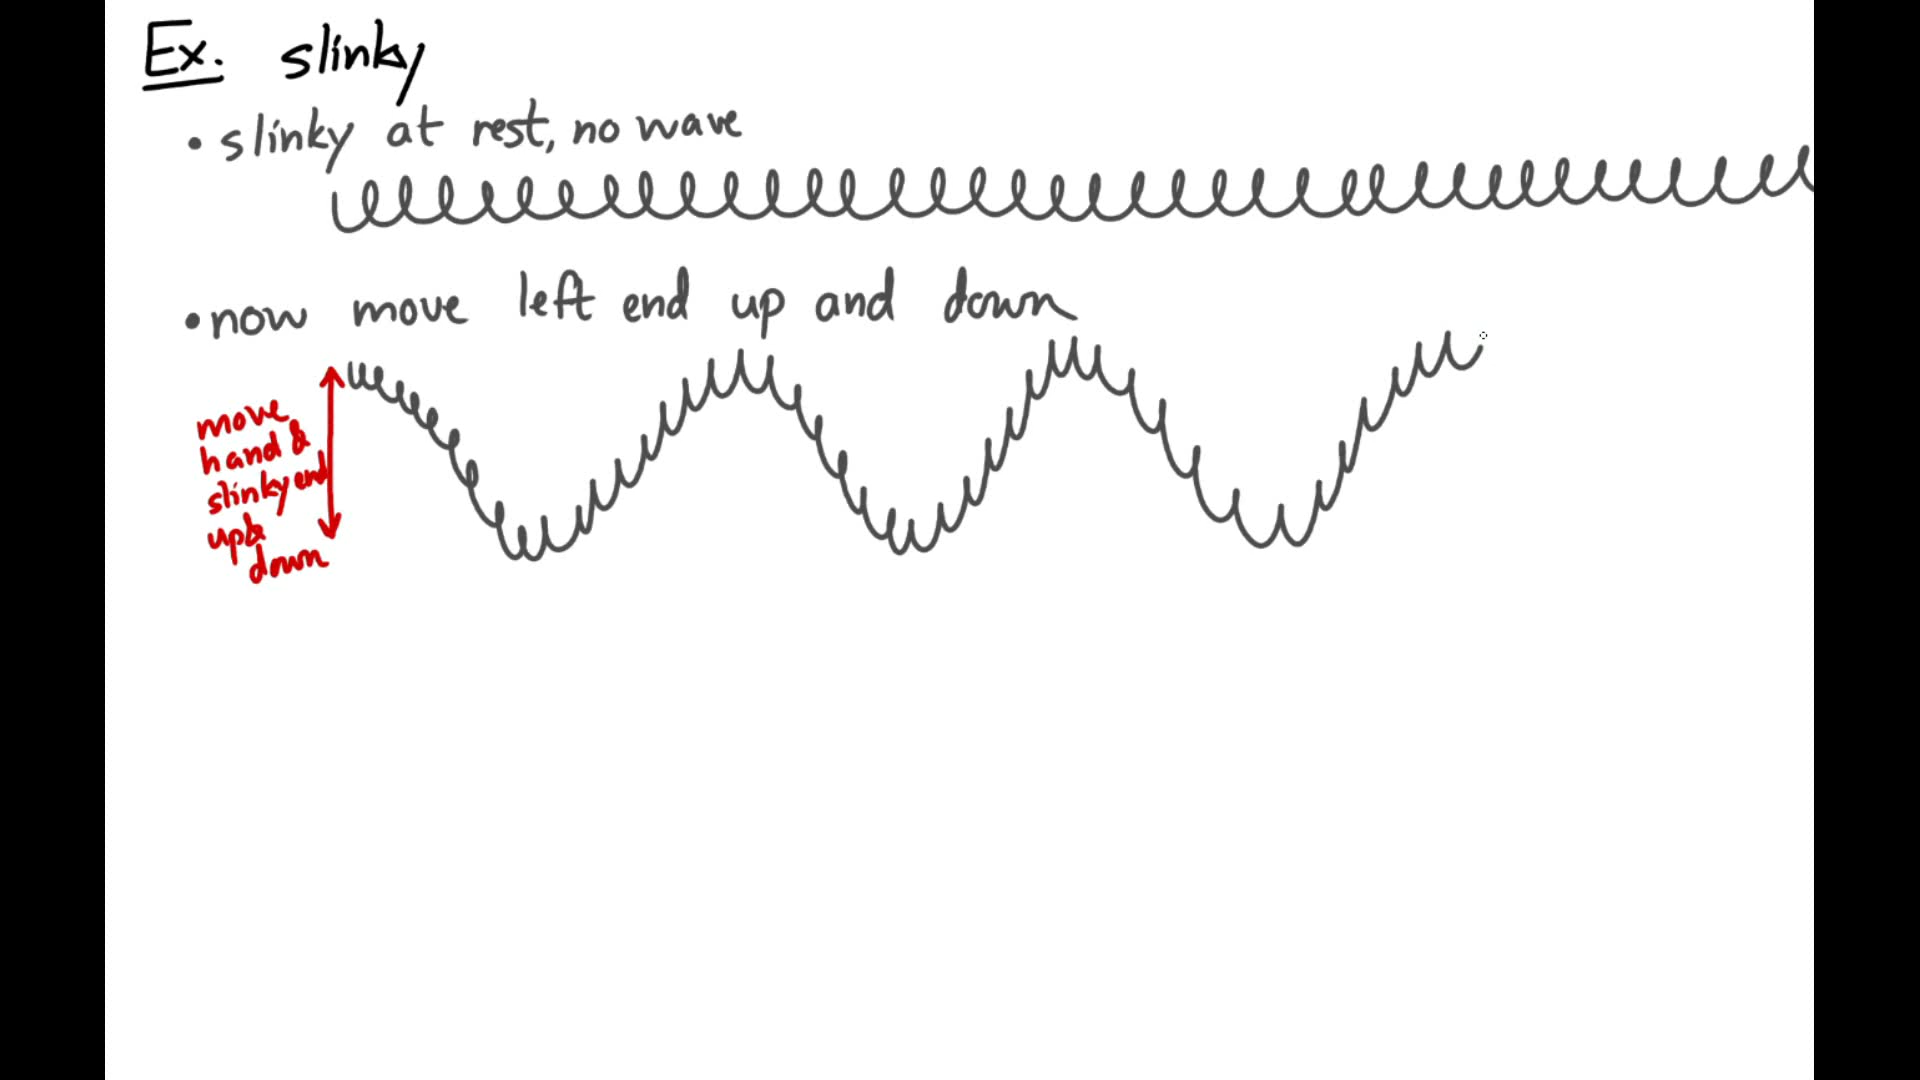 Ex. slinky
• slinky at rest, no wave
• now move left end up and down
move
hand &
slinky end
up &
down